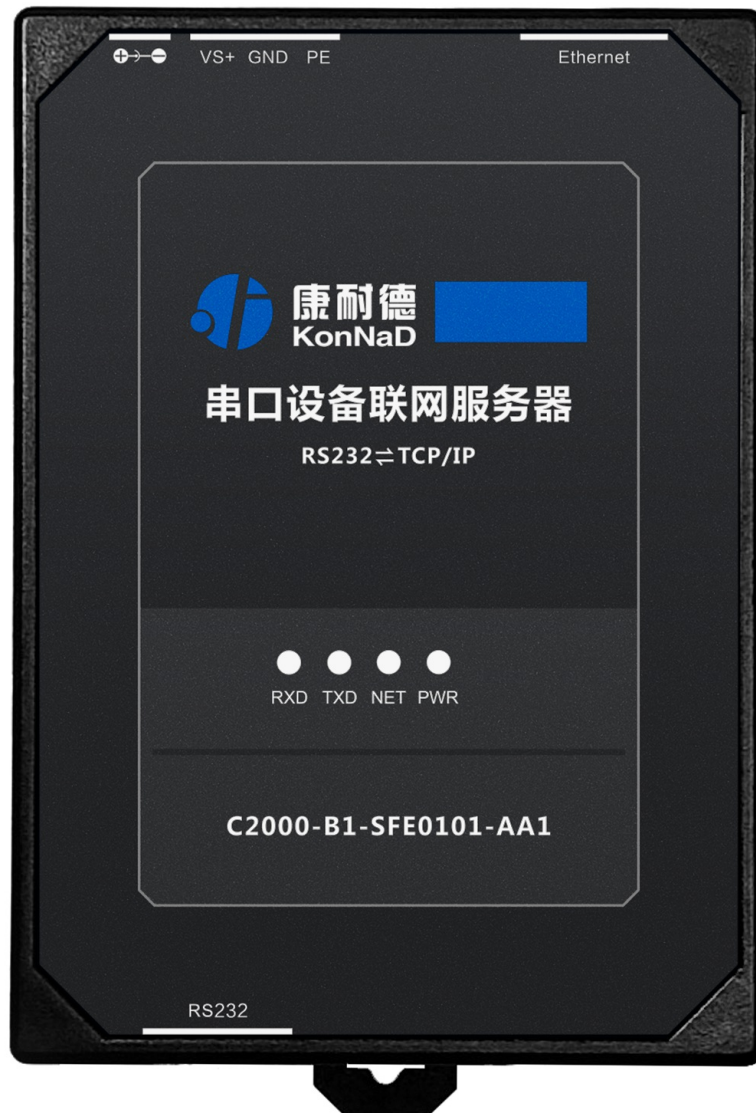 VS+ GND PE Ethernet
康耐德
KonNaD
串口设备联网服务器
RS232⇌TCP/IP
RXD TXD NET PWR
C2000-B1-SFE0101-AA1
RS232